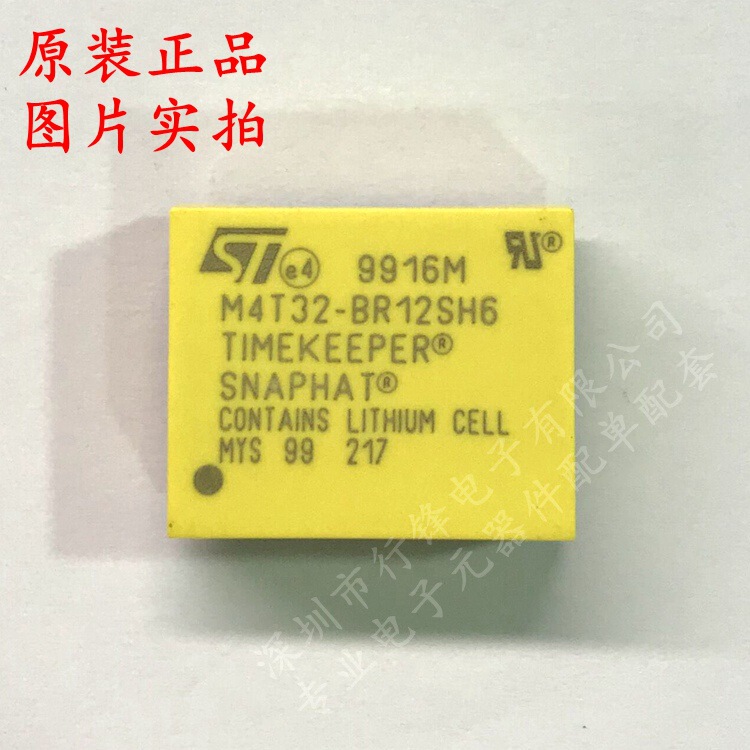 原装正品
图片实拍
ST e4 9916M RU®
M4T32-BR12SH6
TIMEKEEPER®
SNAPHAT®
CONTAINS LITHIUM CELL
MYS 99 217
深圳市行锋电子有限公司
专业电子元器件配单配套